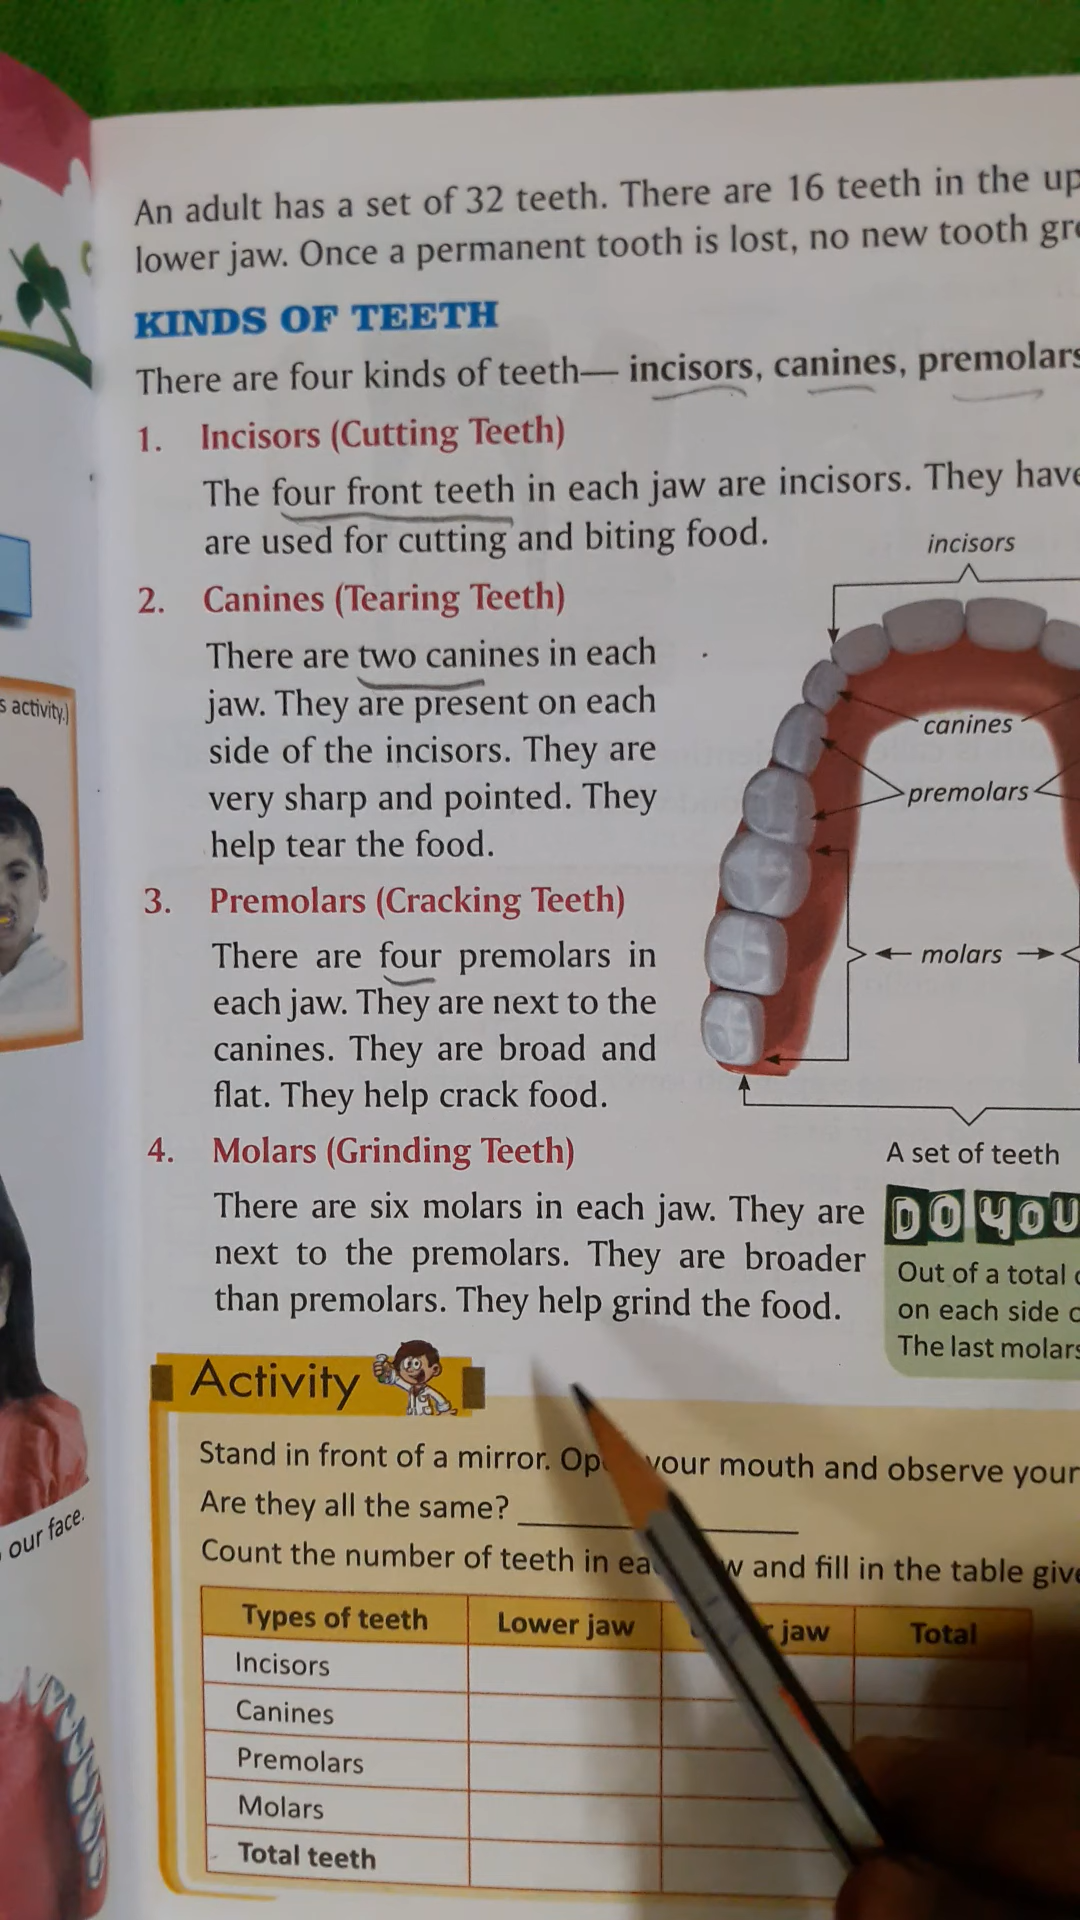 An adult has a set of 32 teeth. There are 16 teeth in the up
lower jaw. Once a permanent tooth is lost, no new tooth gr
KINDS OF TEETH
There are four kinds of teeth— incisors, canines, premolars
1. Incisors (Cutting Teeth)
The four front teeth in each jaw are incisors. They have
are used for cutting and biting food.
incisors
2. Canines (Tearing Teeth)
There are two canines in each
jaw. They are present on each
side of the incisors. They are
very sharp and pointed. They
help tear the food.
canines
premolars
3. Premolars (Cracking Teeth)
There are four premolars in
each jaw. They are next to the
canines. They are broad and
flat. They help crack food.
molars
A set of teeth
4. Molars (Grinding Teeth)
There are six molars in each jaw. They are
next to the premolars. They are broader
than premolars. They help grind the food.
DO YOU
Out of a total
on each side
The last molars
Activity
Stand in front of a mirror. Op your mouth and observe your
Are they all the same?
Count the number of teeth in ea w and fill in the table give
Types of teeth Lower jaw jaw Total
Incisors
Canines
Premolars
Molars
Total teeth
s activity.)
our face.